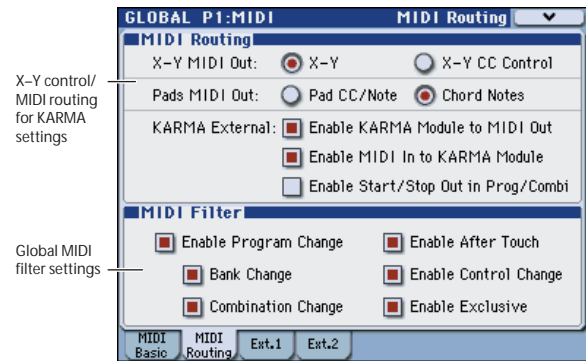 GLOBAL P1:MIDI MIDI Routing
MIDI Routing
X-Y MIDI Out: X-Y X-Y CC Control
Pads MIDI Out: Pad CC/Note Chord Notes
KARMA External: Enable KARMA Module to MIDI Out
Enable MIDI In to KARMA Module
Enable Start/Stop Out in Prog/Combi
X–Y control/
MIDI routing
for KARMA
settings
MIDI Filter
Enable Program Change Enable After Touch
Bank Change Enable Control Change
Combination Change Enable Exclusive
Global MIDI
filter settings
MIDI Basic MIDI Routing Ext.1 Ext.2